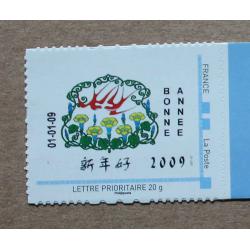 BONNE
ANNEE
01-01-09
新年好 2009
LETTRE PRIORITAIRE 20 g
FRANCE
La Poste